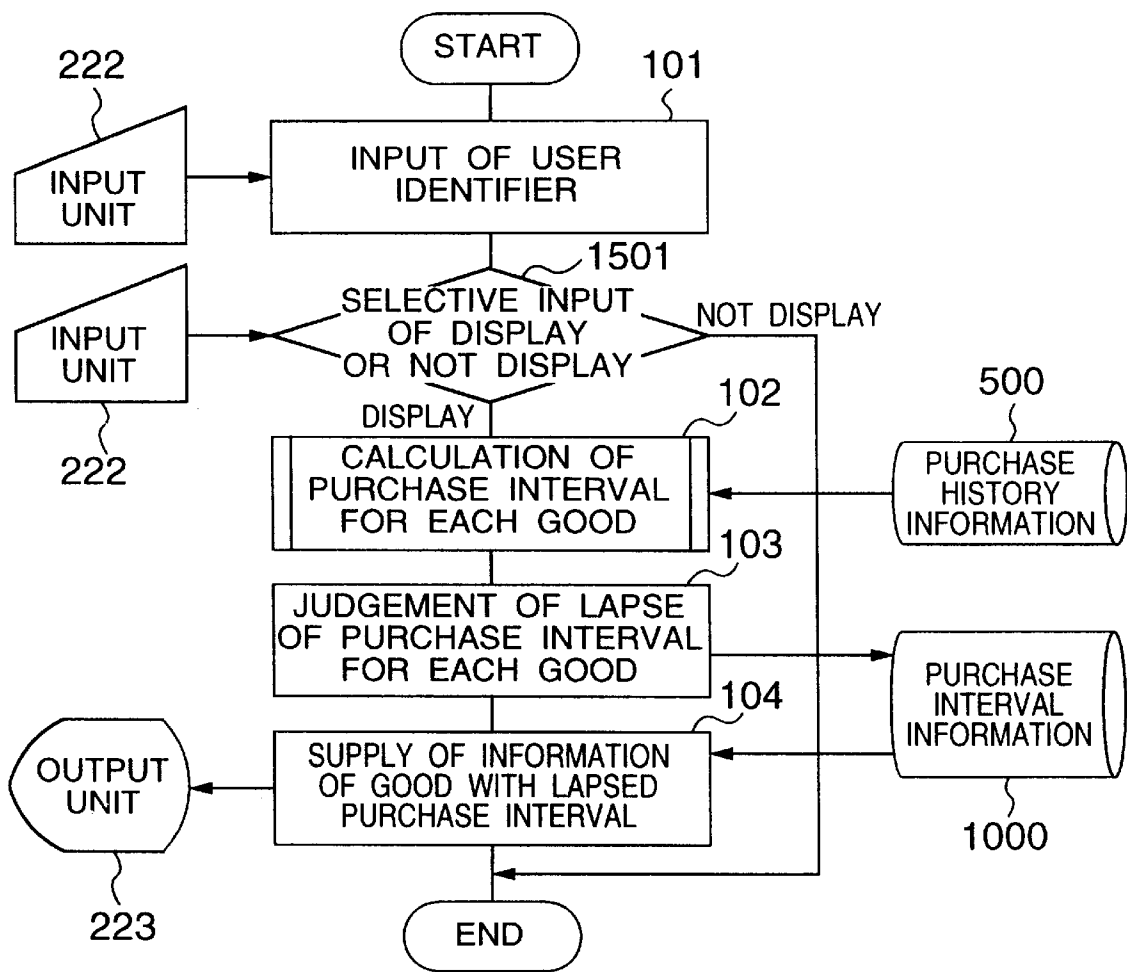 START
222
101
INPUT UNIT
INPUT OF USER
IDENTIFIER
1501
INPUT
UNIT
SELECTIVE INPUT
OF DISPLAY
OR NOT DISPLAY
NOT DISPLAY
222
DISPLAY
102
500
CALCULATION OF
PURCHASE INTERVAL
FOR EACH GOOD
PURCHASE
HISTORY
INFORMATION
103
JUDGEMENT OF LAPSE
OF PURCHASE INTERVAL
FOR EACH GOOD
PURCHASE
INTERVAL
INFORMATION
1000
104
SUPPLY OF INFORMATION
OF GOOD WITH LAPSED
PURCHASE INTERVAL
OUTPUT
UNIT
223
END